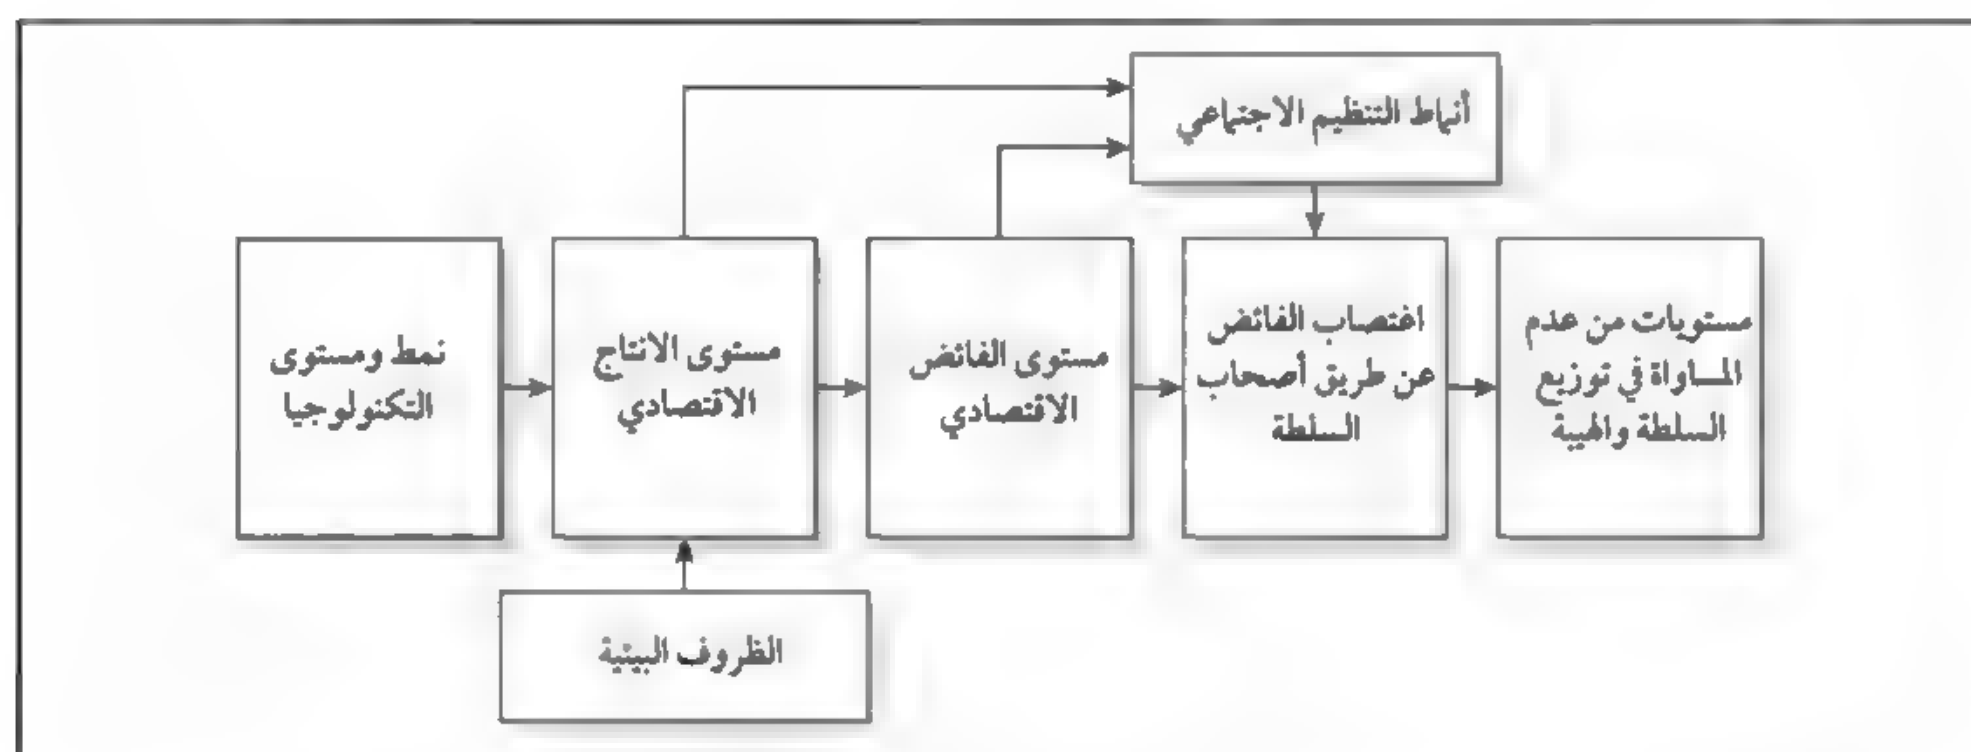 أنماط التنظيم الاجتماعي
نمط ومستوى
التكنولوجيا
مستوى الانتاج
الاقتصادي
مستوى الفائض
الاقتصادي
اغتصاب الفائض
عن طريق أصحاب
السلطة
مستويات من عدم
المساواة في توزيع
السلطة والهيبة
الظروف البيئية